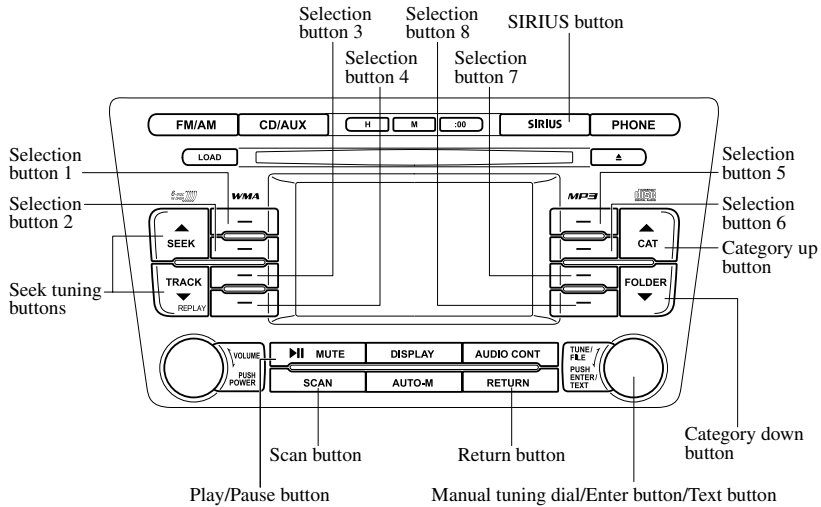 Selection
button 3
Selection
button 8
SIRIUS button
Selection
button 4
Selection
button 7
FM/AM
CD/AUX
H
M
:00
SIRIUS
PHONE
LOAD
Selection
button 1
WMA
MP3
Selection
button 5
Selection
button 2
Selection
button 6
SEEK
CAT
Category up
button
Seek tuning
buttons
TRACK
REPLAY
FOLDER
VOLUME
PUSH
POWER
MUTE
DISPLAY
AUDIO CONT
TUNE/
FILE
PUSH
ENTER/
TEXT
SCAN
AUTO-M
RETURN
Category down
button
Scan button
Return button
Play/Pause button
Manual tuning dial/Enter button/Text button